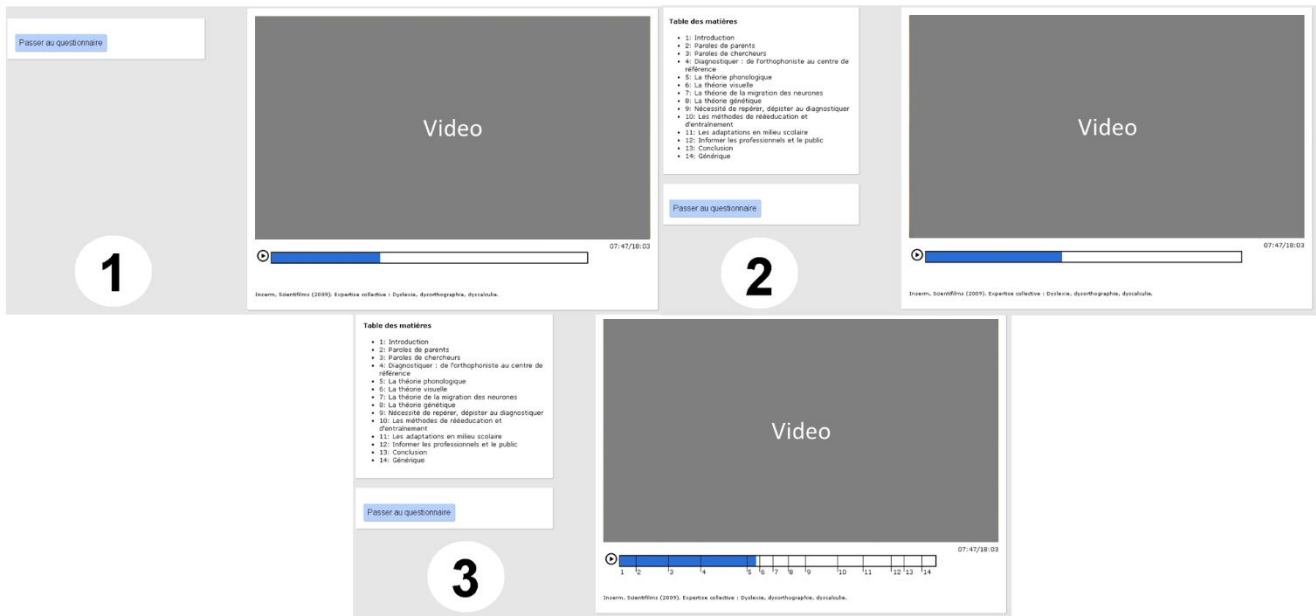 Passer au questionnaire
Video
07:47/18:03
Inserm, Scientifilms (2009). Expertise collective : Dyslexie, dysorthographie, dyscalculie.
1
Table des matières
1: Introduction
2: Paroles de parents
3: Paroles de chercheurs
4: Diagnostiquer : de l'orthophoniste au centre de
référence
5: La théorie phonologique
6: La théorie visuelle
7: La théorie de la migration des neurones
8: La théorie génétique
9: Nécessité de repérer, dépister au diagnostiquer
10: Les méthodes de rééducation et
d'entraînement
11: Les adaptations en milieu scolaire
12: Informer les professionnels et le public
13: Conclusion
14: Générique
Passer au questionnaire
Video
07:47/18:03
Inserm, Scientifilms (2009). Expertise collective : Dyslexie, dysorthographie, dyscalculie.
2
Table des matières
1: Introduction
2: Paroles de parents
3: Paroles de chercheurs
4: Diagnostiquer : de l'orthophoniste au centre de
référence
5: La théorie phonologique
6: La théorie visuelle
7: La théorie de la migration des neurones
8: La théorie génétique
9: Nécessité de repérer, dépister au diagnostiquer
10: Les méthodes de rééducation et
d'entraînement
11: Les adaptations en milieu scolaire
12: Informer les professionnels et le public
13: Conclusion
14: Générique
Passer au questionnaire
Video
07:47/18:03
1 2 3 4 5 6 7 8 9 10 11 12 13 14
Inserm, Scientifilms (2009). Expertise collective : Dyslexie, dysorthographie, dyscalculie.
3